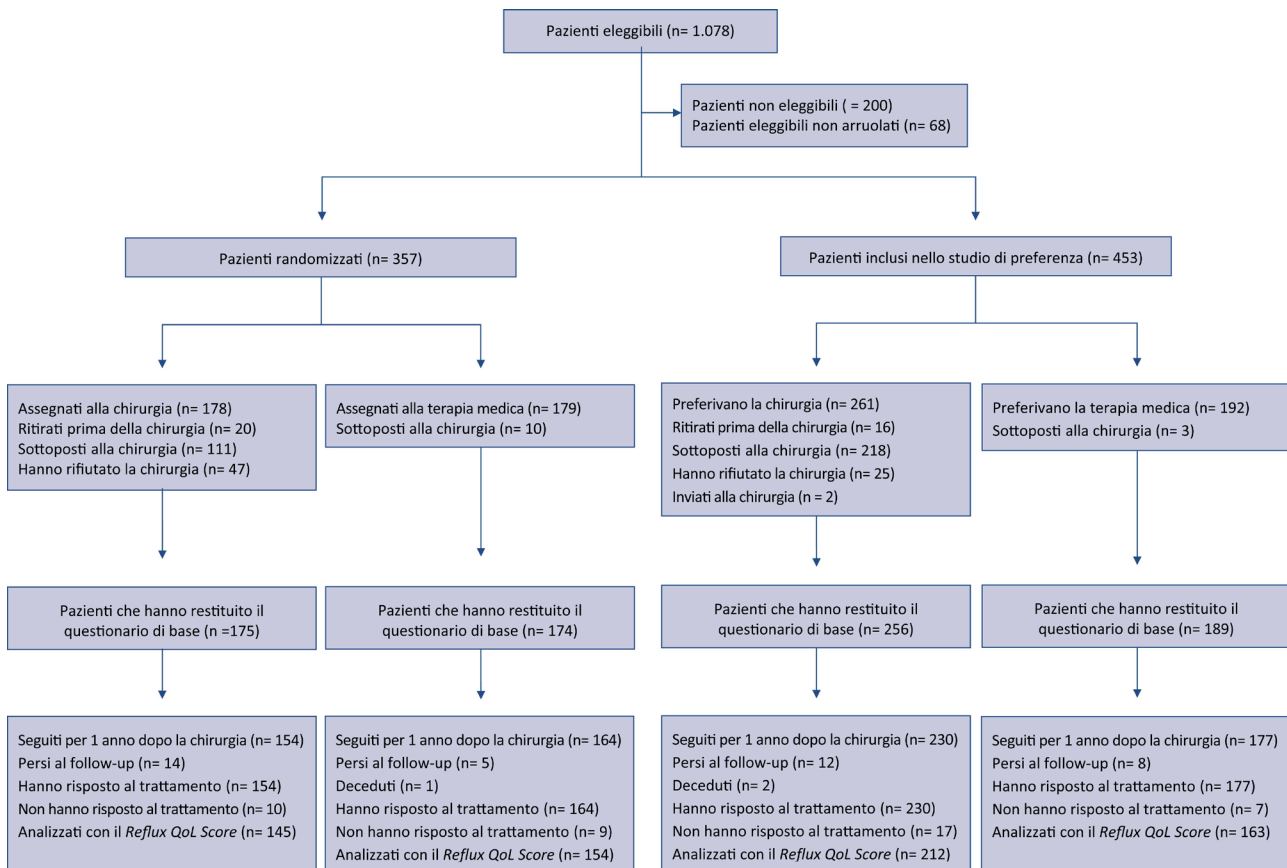 Pazienti eleggibili (n= 1.078)
Pazienti non eleggibili ( = 200)
Pazienti eleggibili non arruolati (n= 68)
Pazienti randomizzati (n= 357)
Pazienti inclusi nello studio di preferenza (n= 453)
Assegnati alla chirurgia (n= 178)
Ritirati prima della chirurgia (n= 20)
Sottoposti alla chirurgia (n= 111)
Hanno rifiutato la chirurgia (n= 47)
Assegnati alla terapia medica (n= 179)
Sottoposti alla chirurgia (n= 10)
Preferivano la chirurgia (n= 261)
Ritirati prima della chirurgia (n= 16)
Sottoposti alla chirurgia (n= 218)
Hanno rifiutato la chirurgia (n= 25)
Inviati alla chirurgia (n = 2)
Preferivano la terapia medica (n= 192)
Sottoposti alla chirurgia (n= 3)
Pazienti che hanno restituito il
questionario di base (n =175)
Pazienti che hanno restituito il
questionario di base (n= 174)
Pazienti che hanno restituito il
questionario di base (n= 256)
Pazienti che hanno restituito il
questionario di base (n= 189)
Seguiti per 1 anno dopo la chirurgia (n= 154)
Persi al follow-up (n= 14)
Hanno risposto al trattamento (n= 154)
Non hanno risposto al trattamento (n= 10)
Analizzati con il Reflux QoL Score (n= 145)
Seguiti per 1 anno dopo la chirurgia (n= 164)
Persi al follow-up (n= 5)
Deceduti (n= 1)
Hanno risposto al trattamento (n= 164)
Non hanno risposto al trattamento (n= 9)
Analizzati con il Reflux QoL Score (n= 154)
Seguiti per 1 anno dopo la chirurgia (n= 230)
Persi al follow-up (n= 12)
Deceduti (n= 2)
Hanno risposto al trattamento (n= 230)
Non hanno risposto al trattamento (n= 17)
Analizzati con il Reflux QoL Score (n= 212)
Seguiti per 1 anno dopo la chirurgia (n= 177)
Persi al follow-up (n= 8)
Hanno risposto al trattamento (n= 177)
Non hanno risposto al trattamento (n= 7)
Analizzati con il Reflux QoL Score (n= 163)